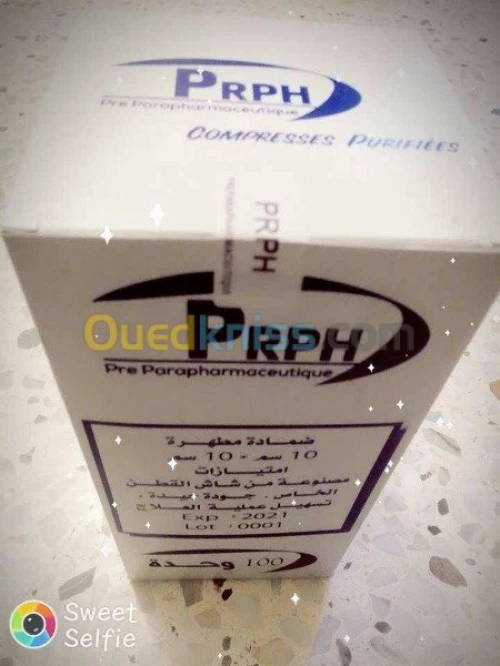 PRPH
Pre Parapharmaceutique
COMPRESSES PURIFIÉES
PRPH
Ouedkniss.com
PRPH
Pre Parapharmaceutique
ضمادة مطهرة
10 سم - 10 سم
امتيازات
مصنوعة من شاش القطن
الخاص . جودة جيدة .
تسهيل عملية العلاج
Exp : 2021
Lot : 0001
100 وحدة
Sweet
Selfie